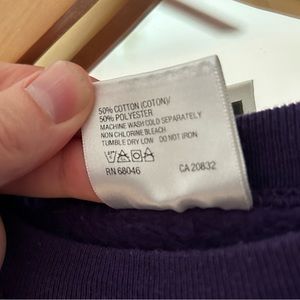 50% COTTON (COTON)/
50% POLYESTER
MACHINE WASH COLD SEPARATELY
NON CHLORINE BLEACH
TUMBLE DRY LOW DO NOT IRON
RN 68046 CA 20832